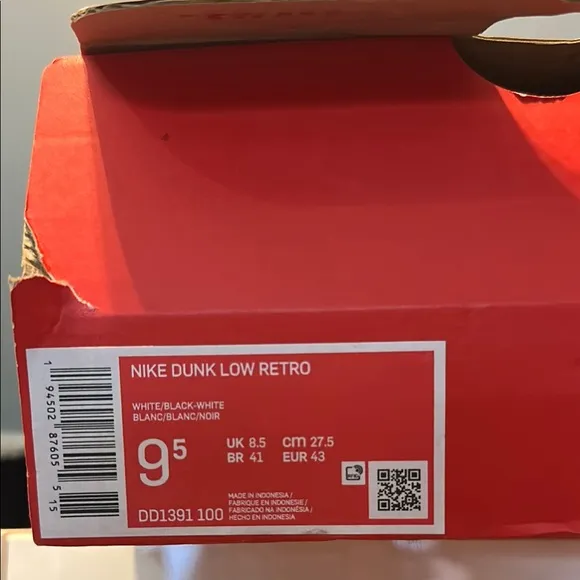 NIKE DUNK LOW RETRO
WHITE/BLACK-WHITE
BLANC/BLANC/NOIR
9 5
UK 8.5 cm 27.5
BR 41 EUR 43
MADE IN INDONESIA /
FABRIQUE EN INDONESIE /
FABRICADO NA INDONÉSIA /
HECHO EN INDONESIA
DD1391 100
1 94502 87605 5 15